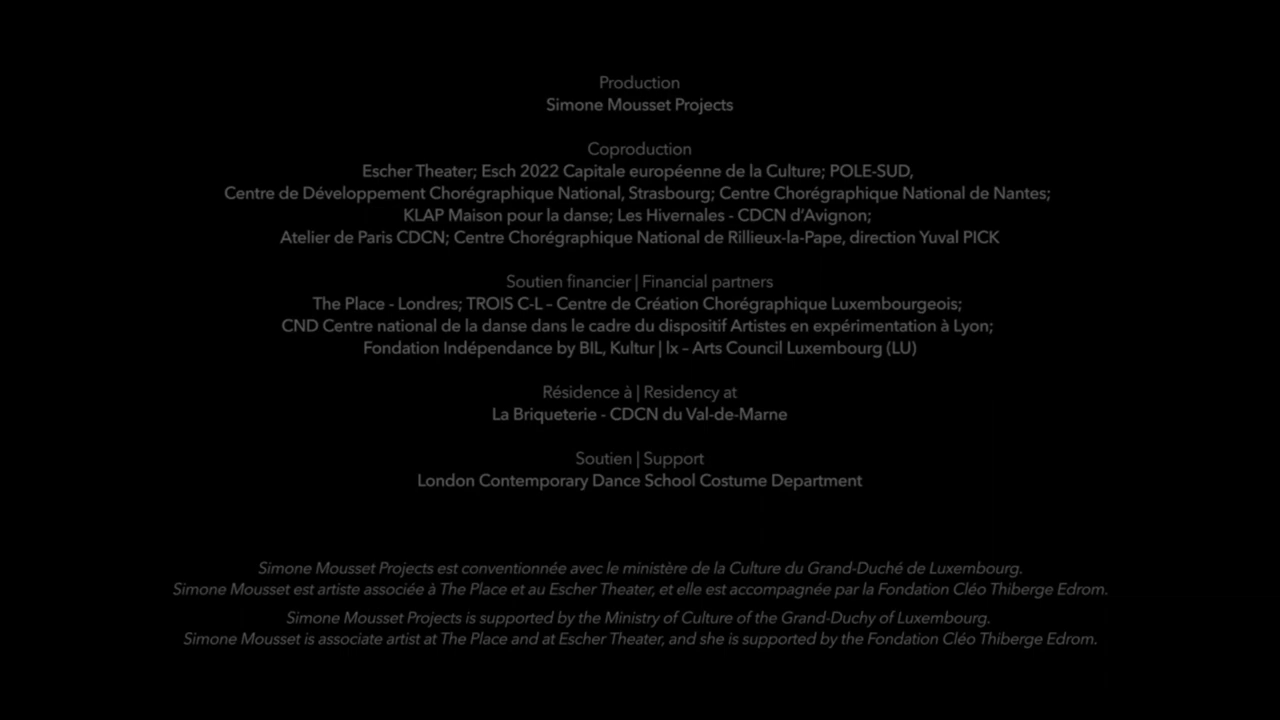 Production
Simone Mousset Projects
Coproduction
Escher Theater; Esch 2022 Capitale européenne de la Culture; POLE-SUD,
Centre de Développement Chorégraphique National, Strasbourg; Centre Chorégraphique National de Nantes;
KLAP Maison pour la danse; Les Hivernales - CDCN d’Avignon;
Atelier de Paris CDCN; Centre Chorégraphique National de Rillieux-la-Pape, direction Yuval PICK
Soutien financier | Financial partners
The Place - Londres; TROIS C-L – Centre de Création Chorégraphique Luxembourgeois;
CND Centre national de la danse dans le cadre du dispositif Artistes en expérimentation à Lyon;
Fondation Indépendance by BIL, Kultur | lx – Arts Council Luxembourg (LU)
Résidence à | Residency at
La Briqueterie - CDCN du Val-de-Marne
Soutien | Support
London Contemporary Dance School Costume Department
Simone Mousset Projects est conventionnée avec le ministère de la Culture du Grand-Duché de Luxembourg.
Simone Mousset est artiste associée à The Place et au Escher Theater, et elle est accompagnée par la Fondation Cléo Thiberge Edrom.
Simone Mousset Projects is supported by the Ministry of Culture of the Grand-Duchy of Luxembourg.
Simone Mousset is associate artist at The Place and at Escher Theater, and she is supported by the Fondation Cléo Thiberge Edrom.